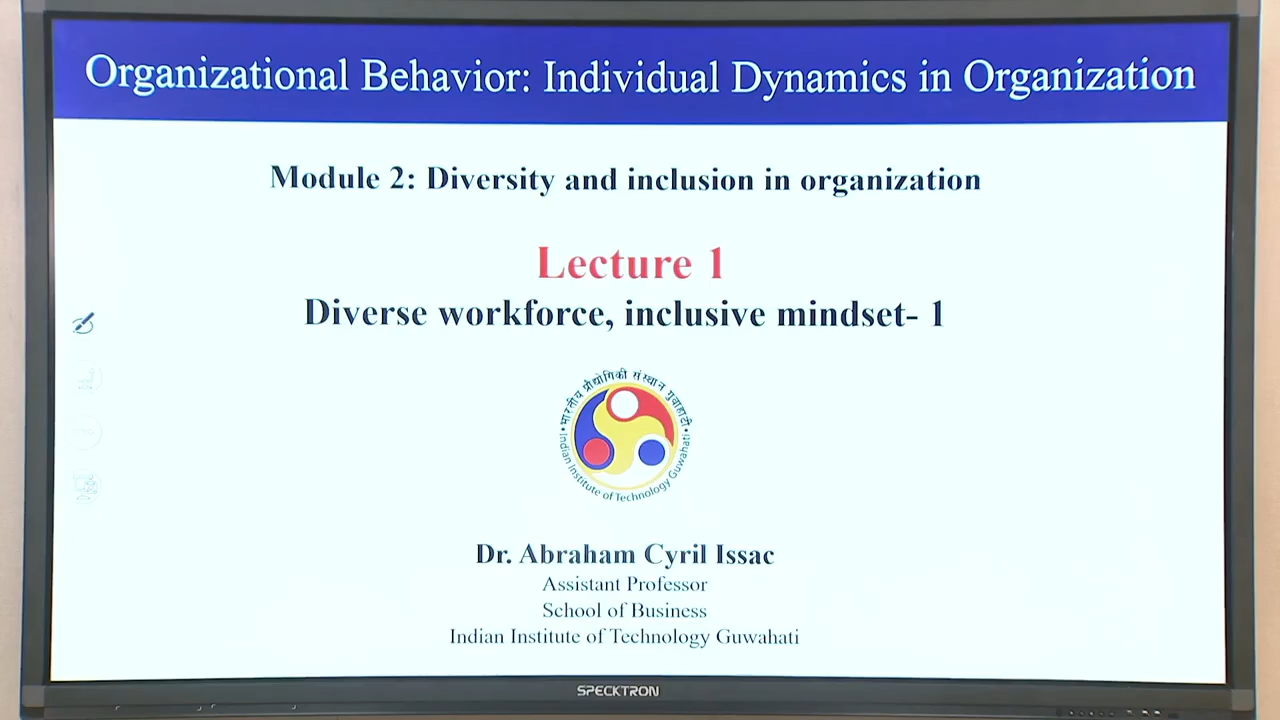 Organizational Behavior: Individual Dynamics in Organization
Module 2: Diversity and inclusion in organization
Lecture 1
Diverse workforce, inclusive mindset- 1
भारतीय प्रौद्योगिकी संस्थान गुवाहाटी
Indian Institute of Technology Guwahati
Dr. Abraham Cyril Issac
Assistant Professor
School of Business
Indian Institute of Technology Guwahati
SPECKTRON